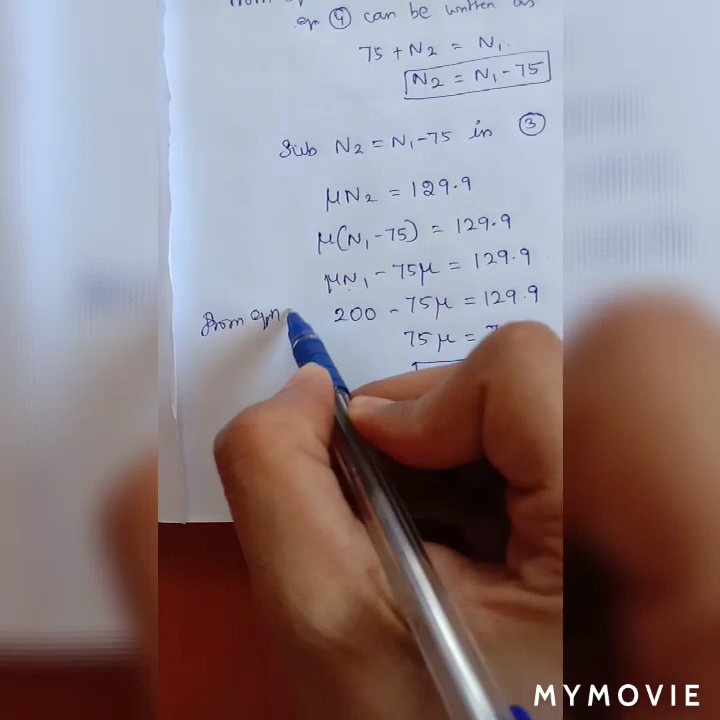 eqn ④ can be written as
75 + N₂ = N₁.
N₂ = N₁ - 75
Sub N₂ = N₁ - 75 in ③
μN₂ = 129.9
μ(N₁ - 75) = 129.9
μN₁ - 75μ = 129.9
from eqn 200 - 75μ = 129.9
75μ =
MYMOVIE